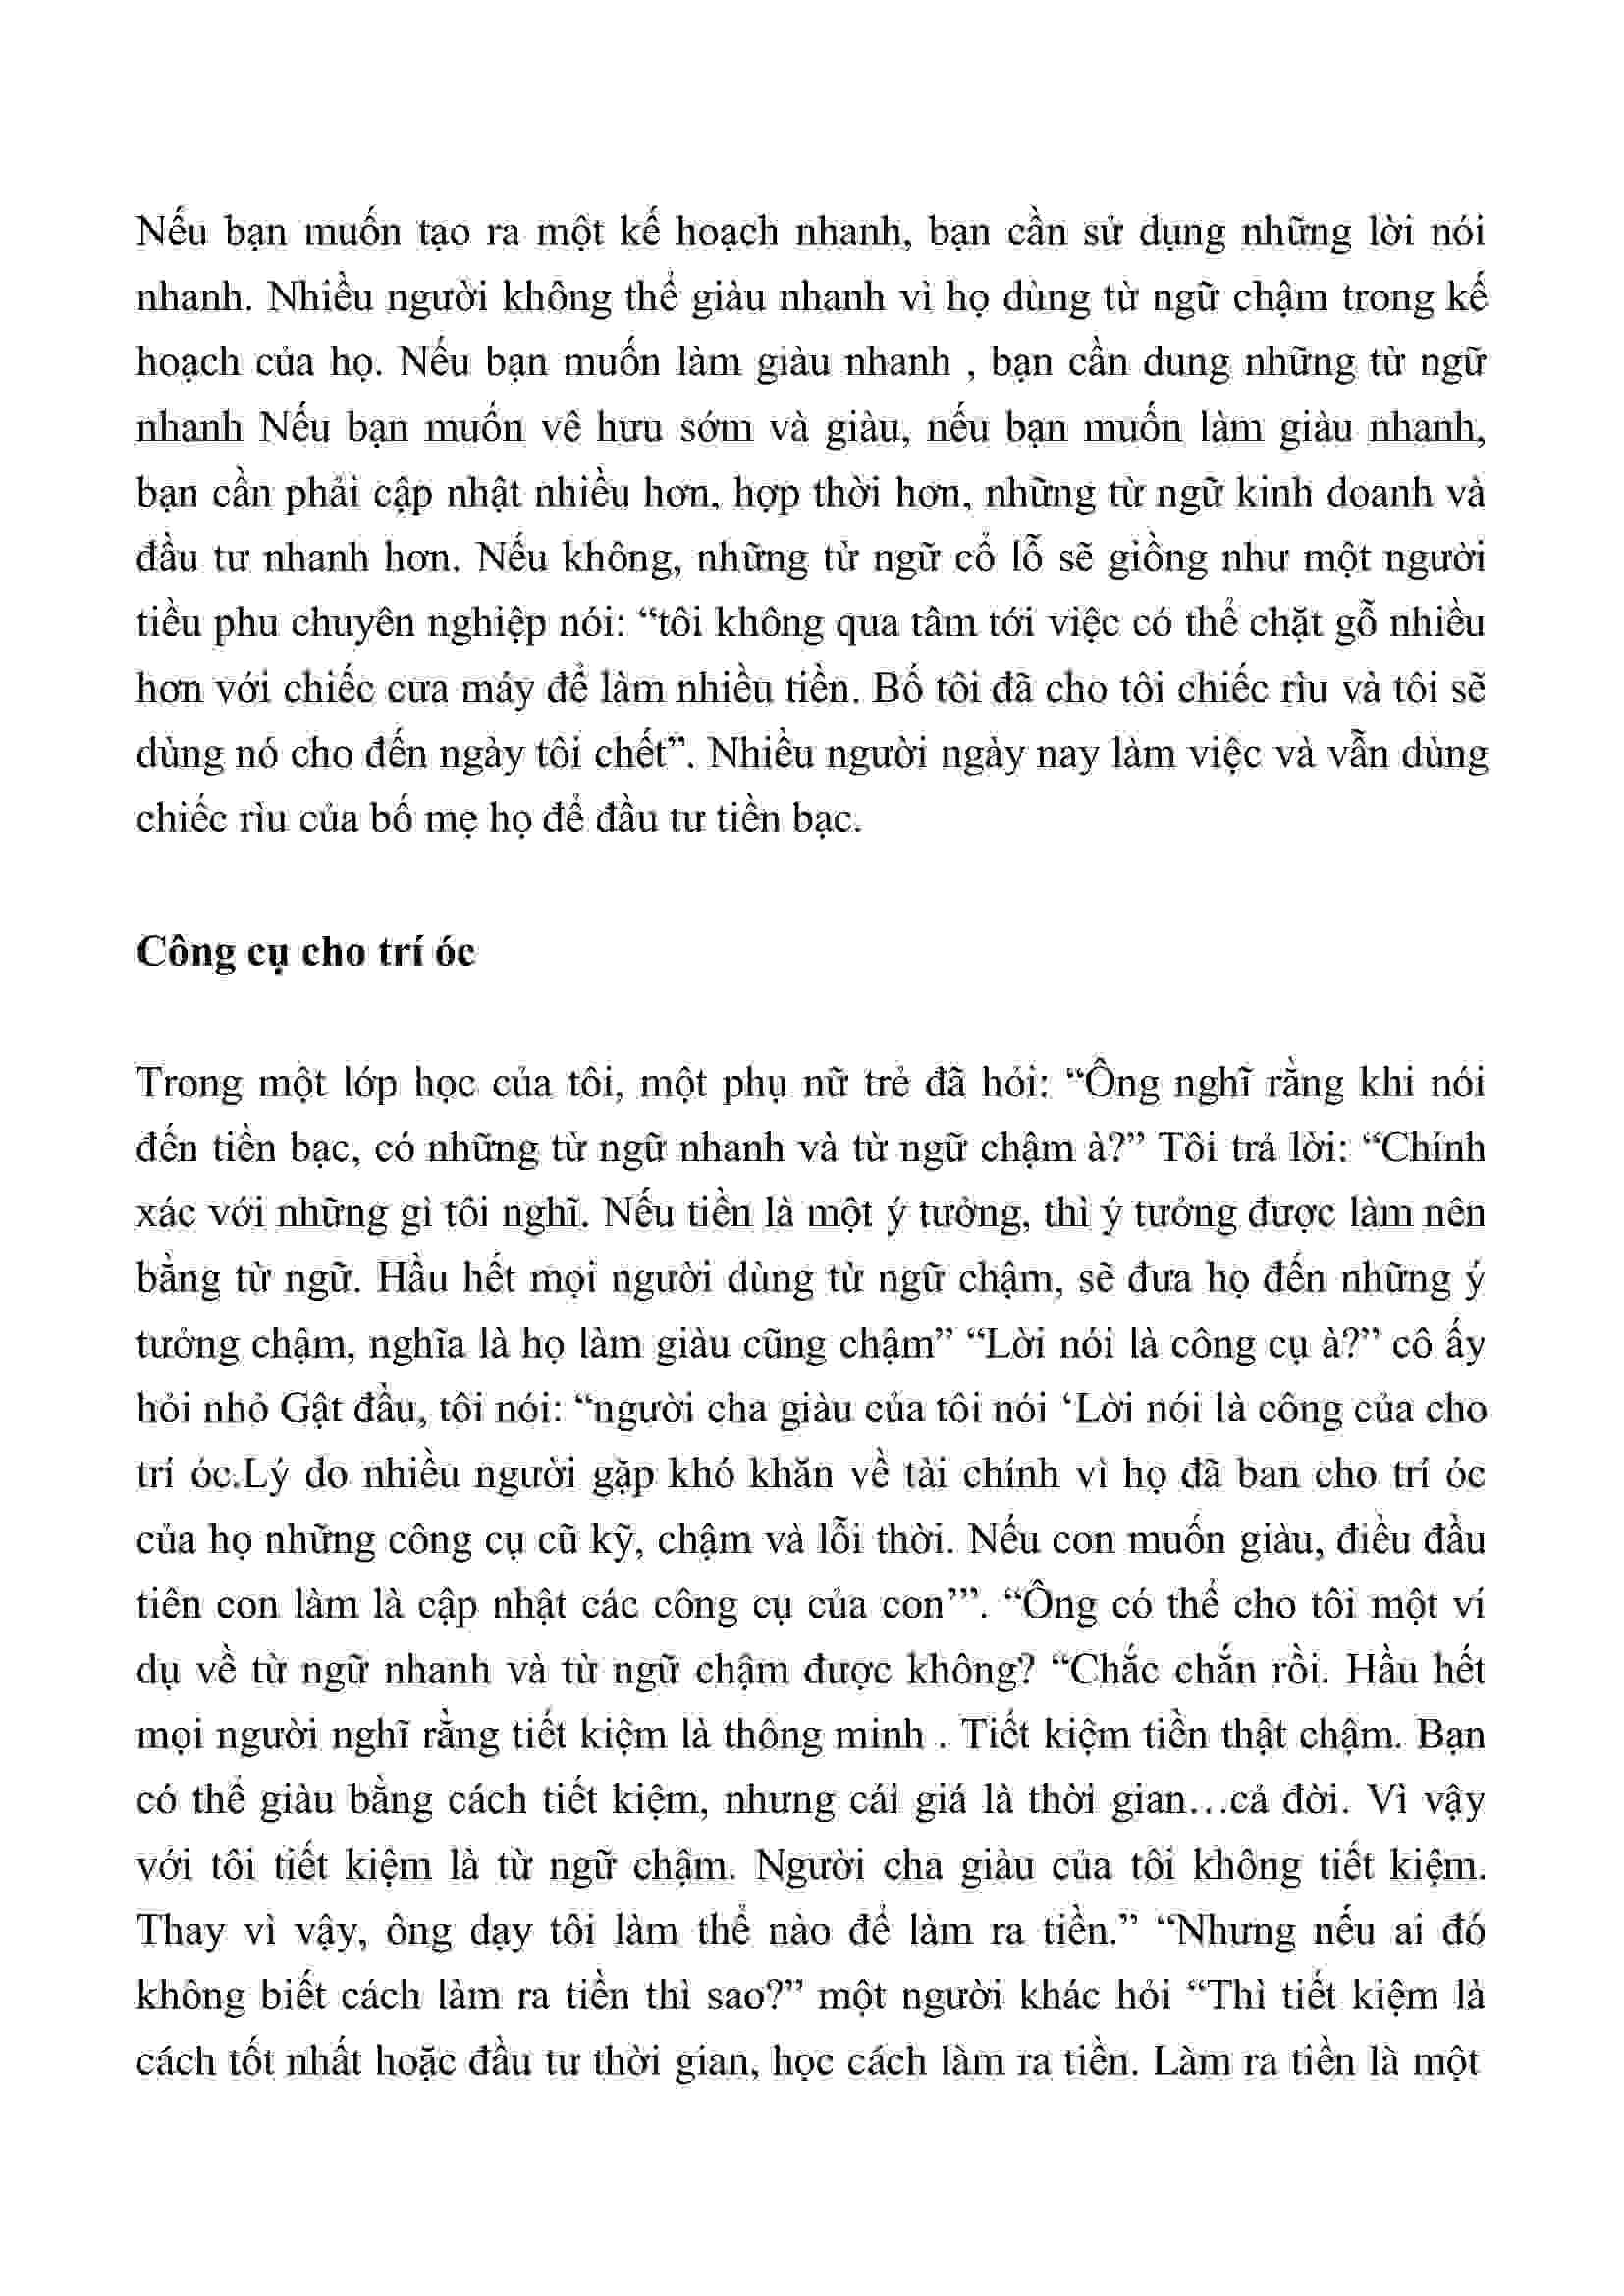 Nếu bạn muốn tạo ra một kế hoạch nhanh, bạn cần sử dụng những lời nói
nhanh. Nhiều người không thể giàu nhanh vì họ dùng từ ngữ chậm trong kế
hoạch của họ. Nếu bạn muốn làm giàu nhanh , bạn cần dung những từ ngữ
nhanh Nếu bạn muốn về hưu sớm và giàu, nếu bạn muốn làm giàu nhanh,
bạn cần phải cập nhật nhiều hơn, hợp thời hơn, những từ ngữ kinh doanh và
đầu tư nhanh hơn. Nếu không, những từ ngữ cổ lỗ sẽ giống như một người
tiều phu chuyên nghiệp nói: “tôi không qua tâm tới việc có thể chặt gỗ nhiều
hơn với chiếc cưa máy để làm nhiều tiền. Bố tôi đã cho tôi chiếc rìu và tôi sẽ
dùng nó cho đến ngày tôi chết”. Nhiều người ngày nay làm việc và vẫn dùng
chiếc rìu của bố mẹ họ để đầu tư tiền bạc.
Công cụ cho trí óc
Trong một lớp học của tôi, một phụ nữ trẻ đã hỏi: “Ông nghĩ rằng khi nói
đến tiền bạc, có những từ ngữ nhanh và từ ngữ chậm à?” Tôi trả lời: “Chính
xác với những gì tôi nghĩ. Nếu tiền là một ý tưởng, thì ý tưởng được làm nên
bằng từ ngữ. Hầu hết mọi người dùng từ ngữ chậm, sẽ đưa họ đến những ý
tưởng chậm, nghĩa là họ làm giàu cũng chậm” “Lời nói là công cụ à?” cô ấy
hỏi nhỏ Gật đầu, tôi nói: “người cha giàu của tôi nói ‘Lời nói là công của cho
trí óc.Lý do nhiều người gặp khó khăn về tài chính vì họ đã ban cho trí óc
của họ những công cụ cũ kỹ, chậm và lỗi thời. Nếu con muốn giàu, điều đầu
tiên con làm là cập nhật các công cụ của con’”. “Ông có thể cho tôi một ví
dụ về từ ngữ nhanh và từ ngữ chậm được không? “Chắc chắn rồi. Hầu hết
mọi người nghĩ rằng tiết kiệm là thông minh . Tiết kiệm tiền thật chậm. Bạn
có thể giàu bằng cách tiết kiệm, nhưng cái giá là thời gian…cả đời. Vì vậy
với tôi tiết kiệm là từ ngữ chậm. Người cha giàu của tôi không tiết kiệm.
Thay vì vậy, ông dạy tôi làm thể nào để làm ra tiền.” “Nhưng nếu ai đó
không biết cách làm ra tiền thì sao?” một người khác hỏi “Thì tiết kiệm là
cách tốt nhất hoặc đầu tư thời gian, học cách làm ra tiền. Làm ra tiền là một